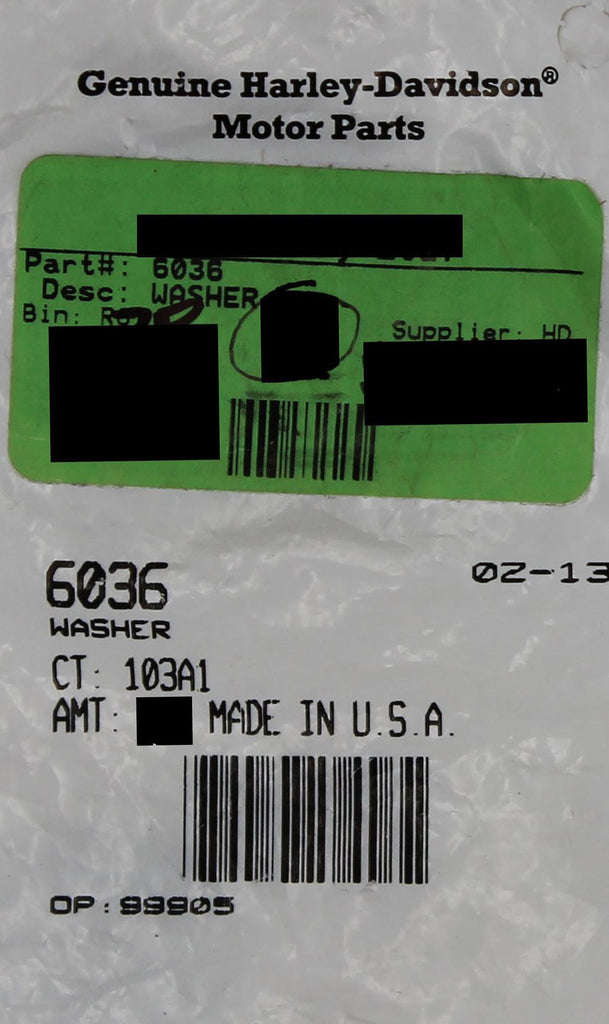 Genuine Harley-Davidson®
Motor Parts
Part#: 6036
Desc: WASHER
Bin:
Supplier: HD
6036
02-13
WASHER
CT: 103A1
AMT: MADE IN U.S.A.
OP:99905